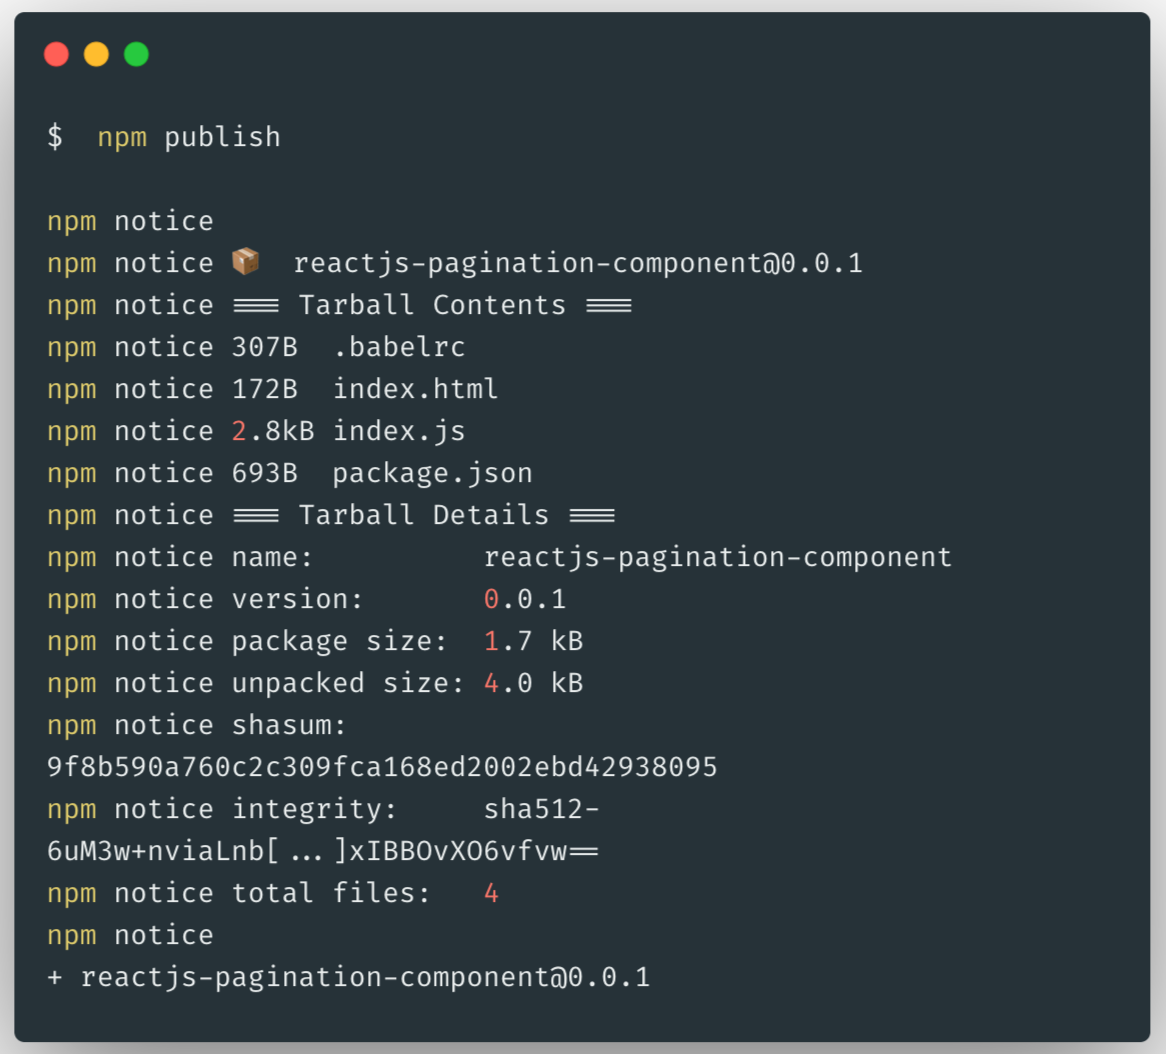 $  npm publish
npm notice
npm notice 📦  reactjs-pagination-component@0.0.1
npm notice === Tarball Contents ===
npm notice 307B  .babelrc
npm notice 172B  index.html
npm notice 2.8kB index.js
npm notice 693B  package.json
npm notice === Tarball Details ===
npm notice name:          reactjs-pagination-component
npm notice version:       0.0.1
npm notice package size:  1.7 kB
npm notice unpacked size: 4.0 kB
npm notice shasum:
9f8b590a760c2c309fca168ed2002ebd42938095
npm notice integrity:     sha512-
6uM3w+nviaLnb[...]xIBBOvXO6vfvw==
npm notice total files:   4
npm notice
+ reactjs-pagination-component@0.0.1